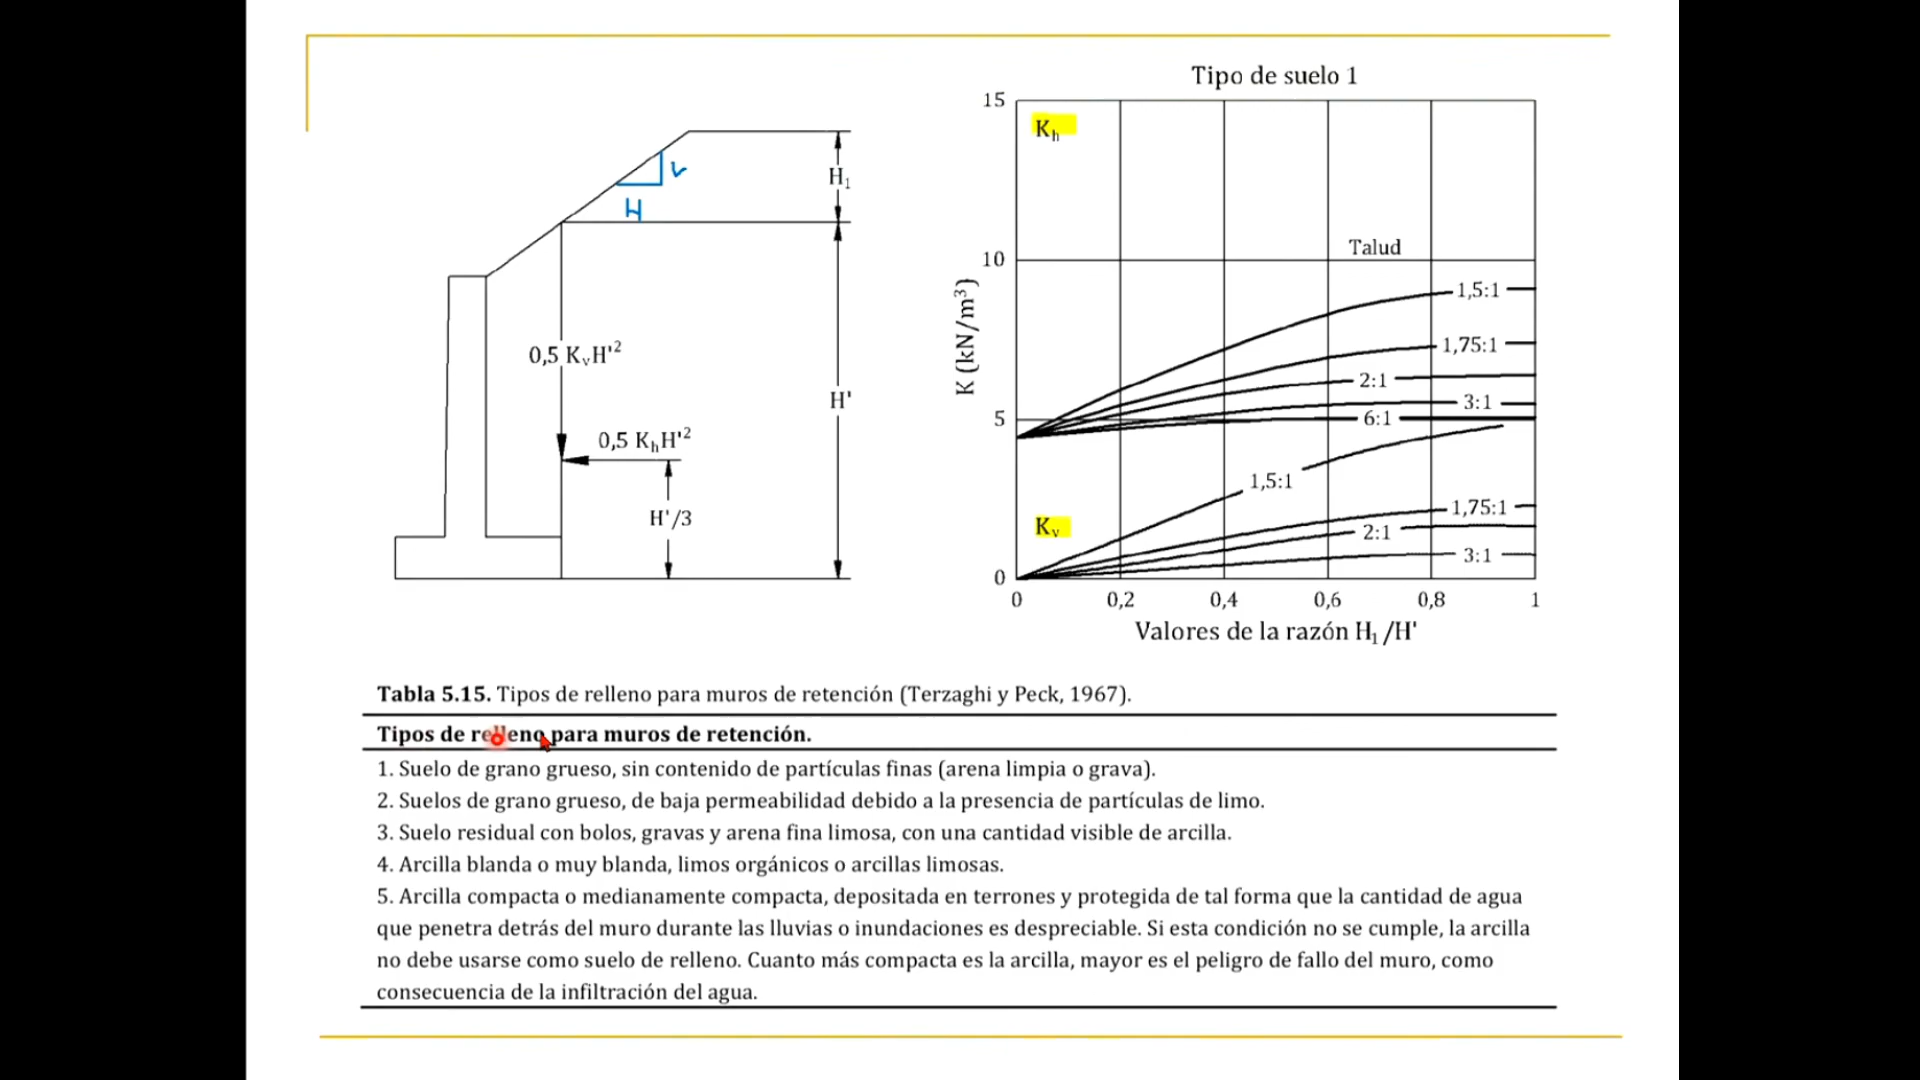 V
H
H₁
0,5 KᵥH'²
H'
0,5 KₕH'²
H'/3
Tipo de suelo 1
15
Kₕ
10
Talud
1,5:1
K (kN/m³)
1,75:1
2:1
3:1
5
6:1
1,5:1
1,75:1
Kᵥ
2:1
3:1
0
0 0,2 0,4 0,6 0,8 1
Valores de la razón H₁/H'
Tabla 5.15. Tipos de relleno para muros de retención (Terzaghi y Peck, 1967).
Tipos de relleno para muros de retención.
1. Suelo de grano grueso, sin contenido de partículas finas (arena limpia o grava).
2. Suelos de grano grueso, de baja permeabilidad debido a la presencia de partículas de limo.
3. Suelo residual con bolos, gravas y arena fina limosa, con una cantidad visible de arcilla.
4. Arcilla blanda o muy blanda, limos orgánicos o arcillas limosas.
5. Arcilla compacta o medianamente compacta, depositada en terrones y protegida de tal forma que la cantidad de agua
que penetra detrás del muro durante las lluvias o inundaciones es despreciable. Si esta condición no se cumple, la arcilla
no debe usarse como suelo de relleno. Cuanto más compacta es la arcilla, mayor es el peligro de fallo del muro, como
consecuencia de la infiltración del agua.